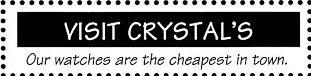 VISIT CRYSTAL'S
Our watches are the cheapest in town.